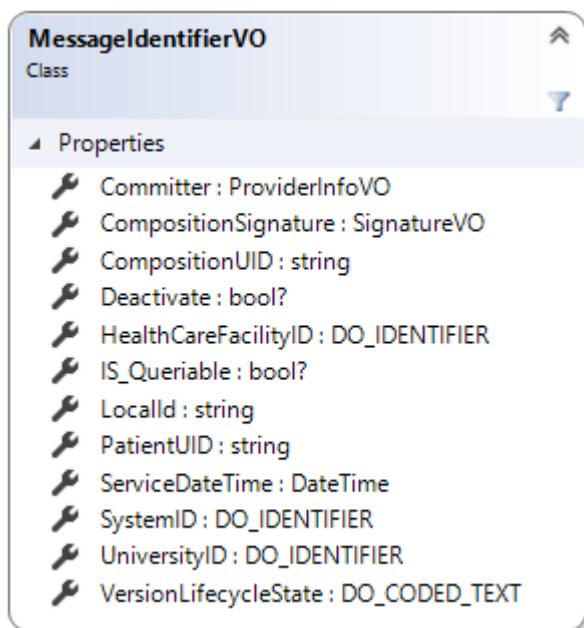 MessageIdentifierVO
Class
Properties
Committer : ProviderInfoVO
CompositionSignature : SignatureVO
CompositionUID : string
Deactivate : bool?
HealthCareFacilityID : DO_IDENTIFIER
IS_Queriable : bool?
LocalId : string
PatientUID : string
ServiceDateTime : DateTime
SystemID : DO_IDENTIFIER
UniversityID : DO_IDENTIFIER
VersionLifecycleState : DO_CODED_TEXT